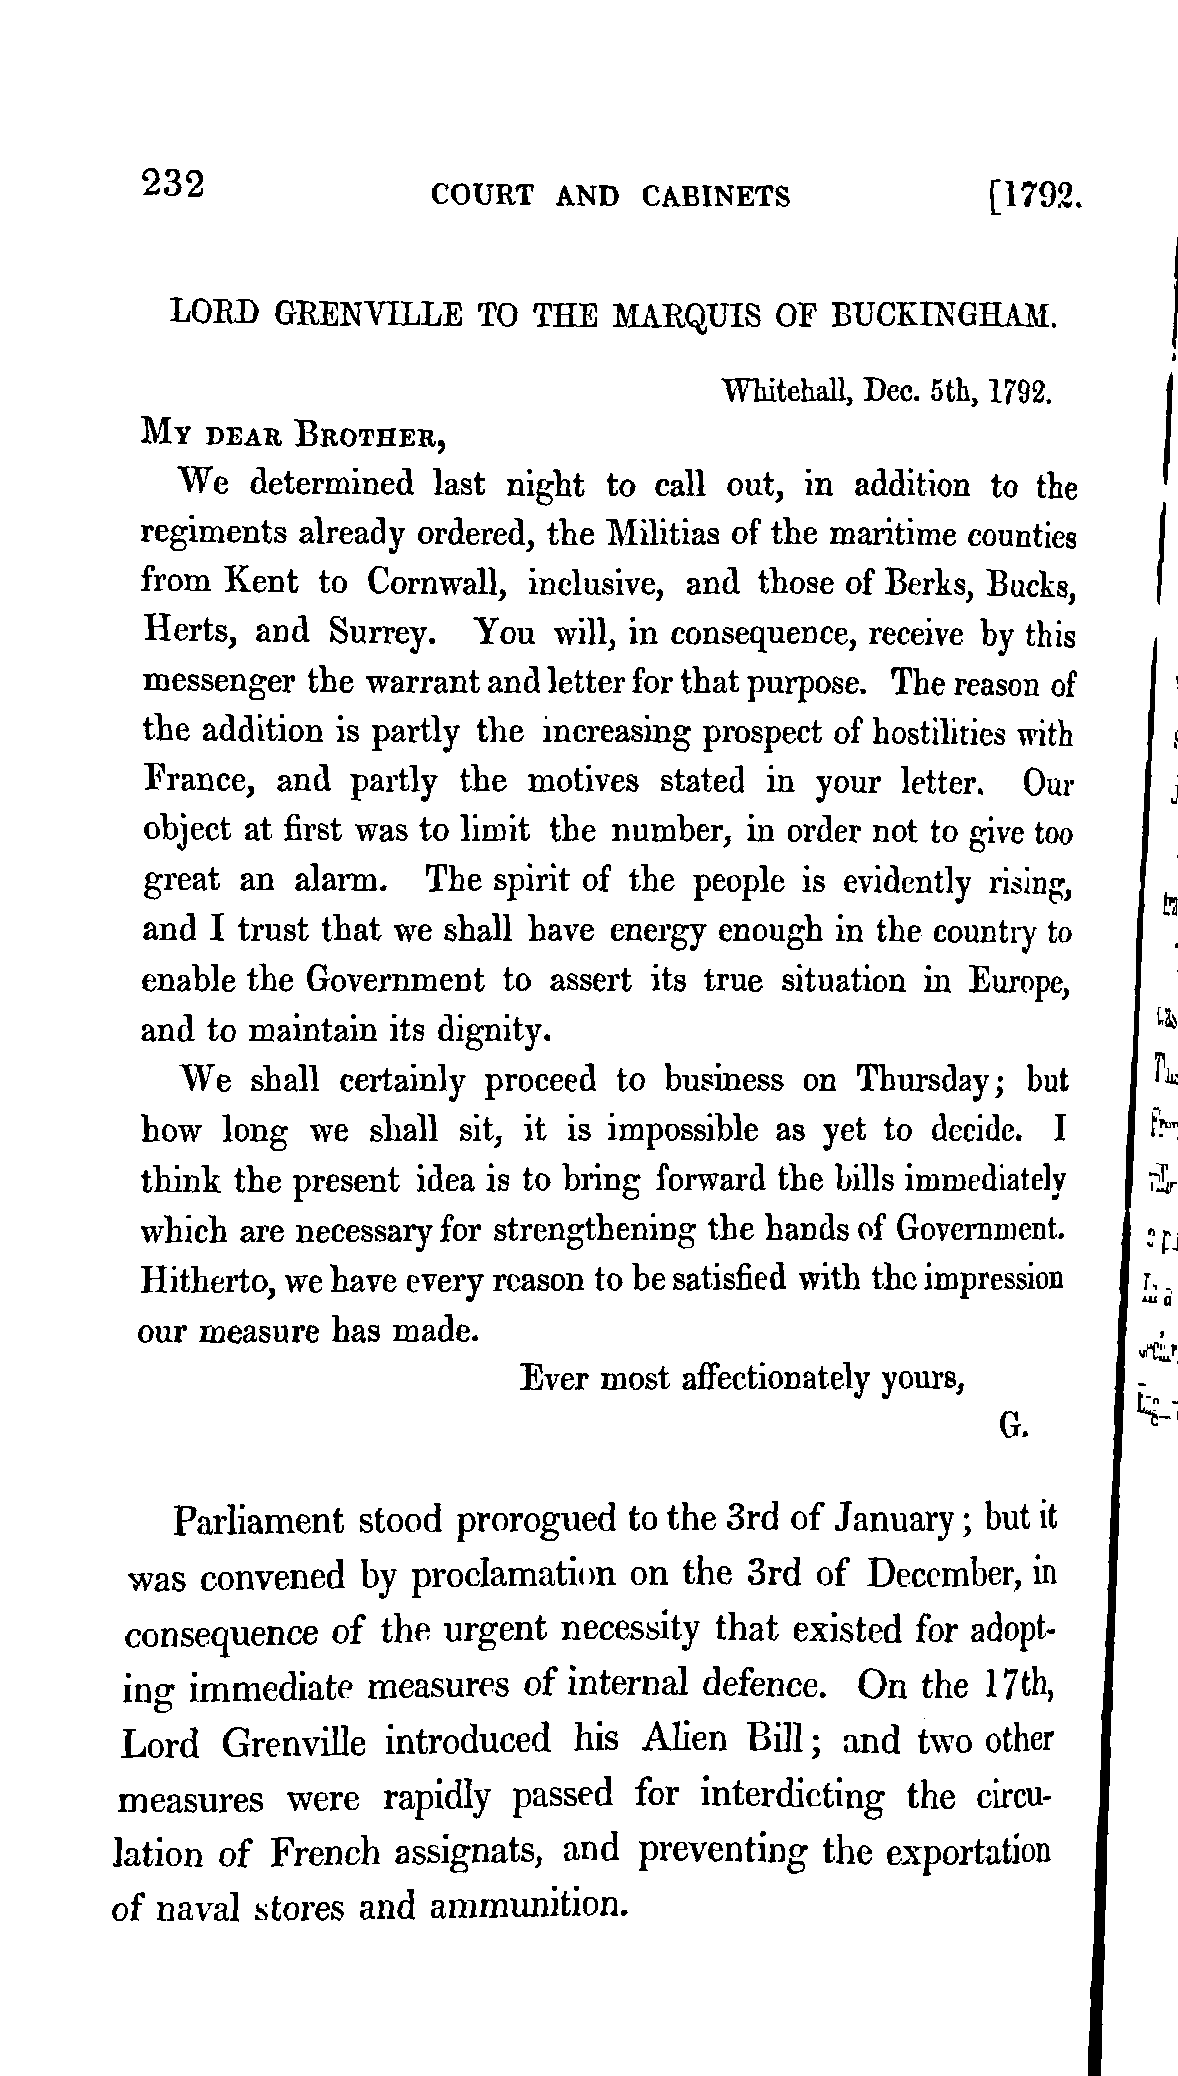 232 COURT AND CABINETS [1792.
LORD GRENVILLE TO THE MARQUIS OF BUCKINGHAM.
Whitehall, Dec. 5th, 1792.
MY DEAR BROTHER,
We determined last night to call out, in addition to the
regiments already ordered, the Militias of the maritime counties
from Kent to Cornwall, inclusive, and those of Berks, Bucks,
Herts, and Surrey. You will, in consequence, receive by this
messenger the warrant and letter for that purpose. The reason of
the addition is partly the increasing prospect of hostilities with
France, and partly the motives stated in your letter. Our
object at first was to limit the number, in order not to give too
great an alarm. The spirit of the people is evidently rising,
and I trust that we shall have energy enough in the country to
enable the Government to assert its true situation in Europe,
and to maintain its dignity.
We shall certainly proceed to business on Thursday; but
how long we shall sit, it is impossible as yet to decide. I
think the present idea is to bring forward the bills immediately
which are necessary for strengthening the hands of Government.
Hitherto, we have every reason to be satisfied with the impression
our measure has made.
Ever most affectionately yours,
G.
Parliament stood prorogued to the 3rd of January; but it
was convened by proclamation on the 3rd of December, in
consequence of the urgent necessity that existed for adopt-
ing immediate measures of internal defence. On the 17th,
Lord Grenville introduced his Alien Bill; and two other
measures were rapidly passed for interdicting the circu-
lation of French assignats, and preventing the exportation
of naval stores and ammunition.